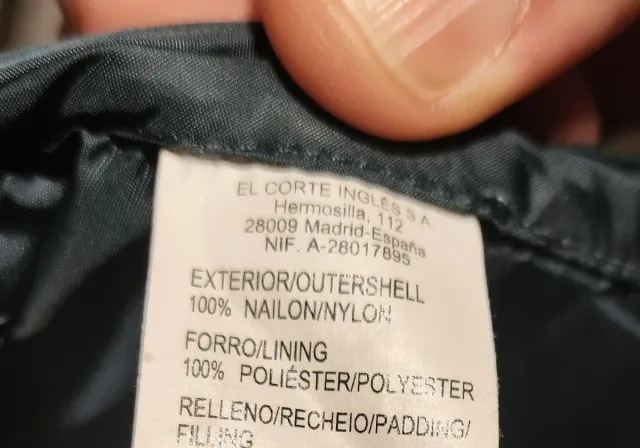 EL CORTE INGLÉS S.A.
Hermosilla, 112
28009 Madrid-España
NIF. A-28017895
EXTERIOR/OUTERSHELL
100% NAILON/NYLON
FORRO/LINING
100% POLIÉSTER/POLYESTER
RELLENO/RECHEIO/PADDING/
FILLING